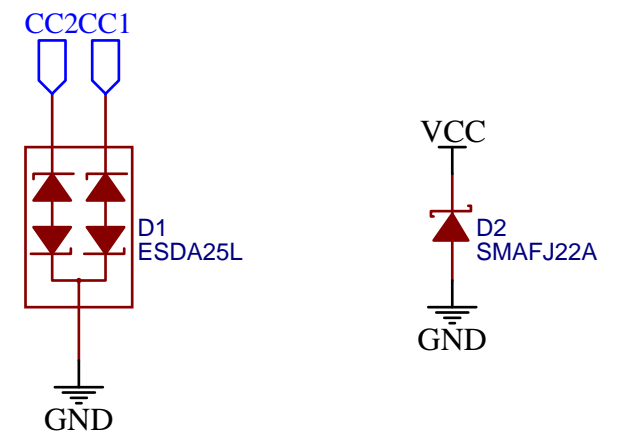 CC2CC1
VCC
D1
ESDA25L
D2
SMAFJ22A
GND
GND